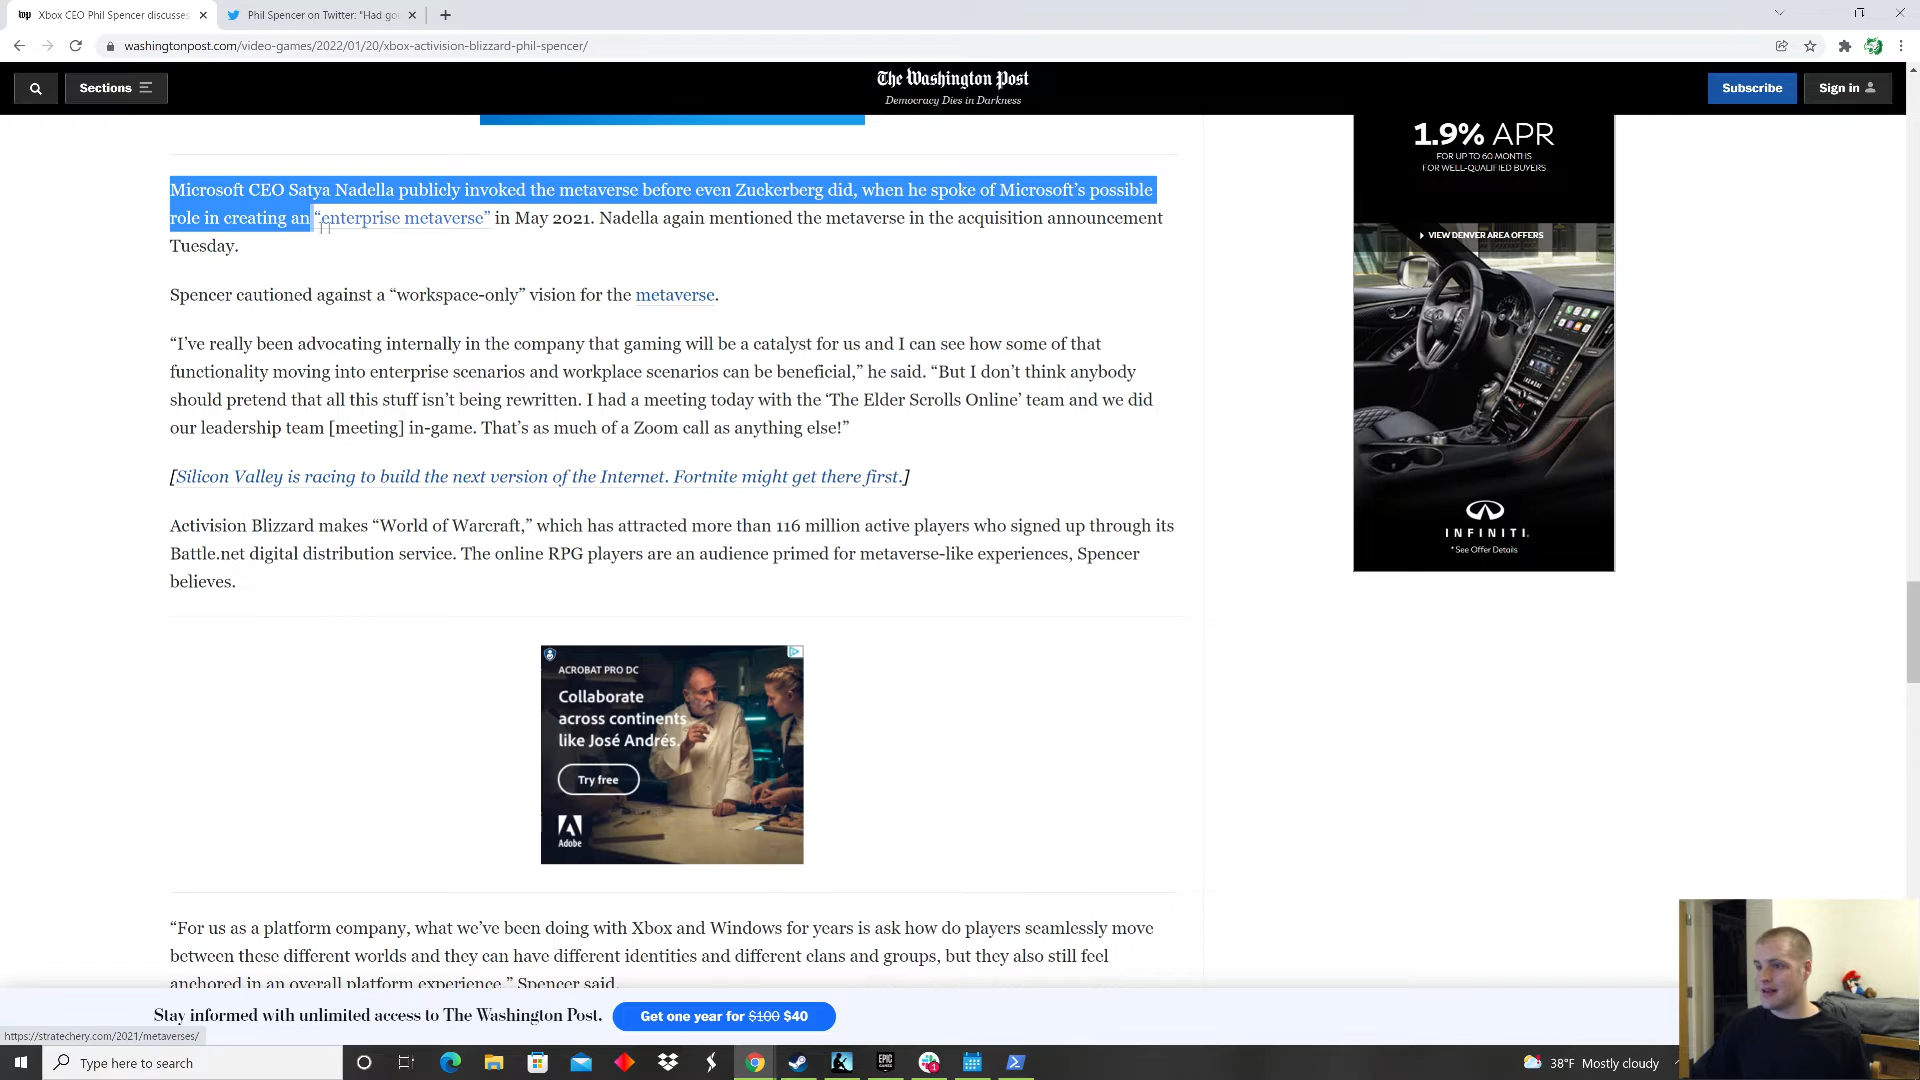 Xbox CEO Phil Spencer discusses
Phil Spencer on Twitter: "Had go
washingtonpost.com/video-games/2022/01/20/xbox-activision-blizzard-phil-spencer/
Sections
The Washington Post
Democracy Dies in Darkness
Subscribe
Sign in
Microsoft CEO Satya Nadella publicly invoked the metaverse before even Zuckerberg did, when he spoke of Microsoft’s possible
role in creating an “enterprise metaverse” in May 2021. Nadella again mentioned the metaverse in the acquisition announcement
Tuesday.
Spencer cautioned against a “workspace-only” vision for the metaverse.
“I’ve really been advocating internally in the company that gaming will be a catalyst for us and I can see how some of that
functionality moving into enterprise scenarios and workplace scenarios can be beneficial,” he said. “But I don’t think anybody
should pretend that all this stuff isn’t being rewritten. I had a meeting today with the ‘The Elder Scrolls Online’ team and we did
our leadership team [meeting] in-game. That’s as much of a Zoom call as anything else!”
[Silicon Valley is racing to build the next version of the Internet. Fortnite might get there first.]
Activision Blizzard makes “World of Warcraft,” which has attracted more than 116 million active players who signed up through its
Battle.net digital distribution service. The online RPG players are an audience primed for metaverse-like experiences, Spencer
believes.
ACROBAT PRO DC
Collaborate
across continents
like José Andrés.
Try free
Adobe
“For us as a platform company, what we’ve been doing with Xbox and Windows for years is ask how do players seamlessly move
between these different worlds and they can have different identities and different clans and groups, but they also still feel
anchored in an overall platform experience,” Spencer said.
1.9% APR
FOR UP TO 60 MONTHS
FOR WELL-QUALIFIED BUYERS
VIEW DENVER AREA OFFERS
INFINITI
*See Offer Details
Stay informed with unlimited access to The Washington Post.
Get one year for $100 $40
https://stratechery.com/2021/metaverses/
Type here to search
EPIC
GAMES
1
38°F Mostly cloudy